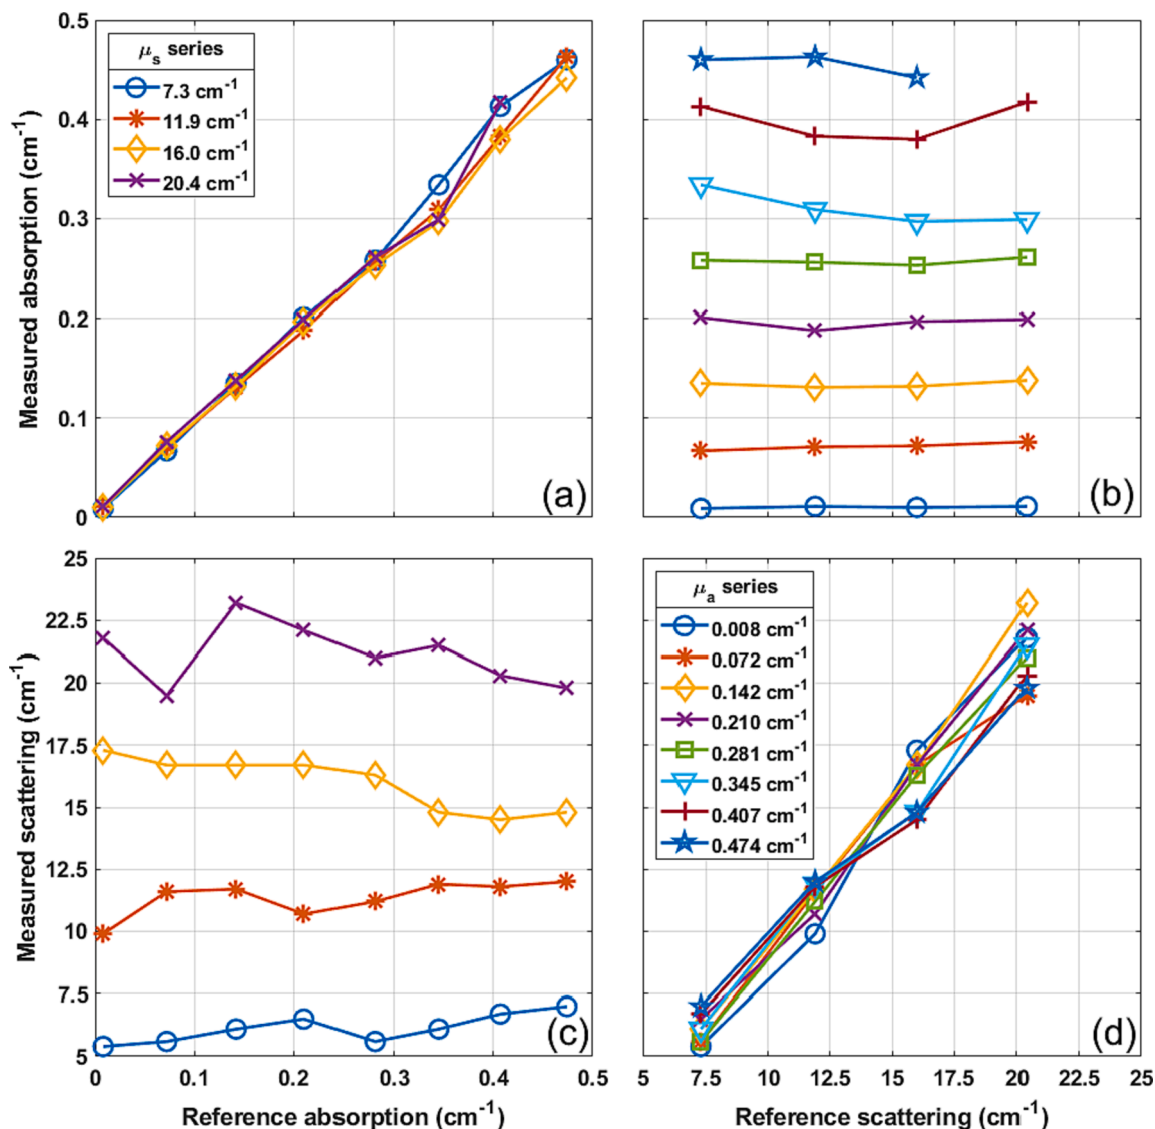 0.5
0.4
0.3
0.2
0.1
0
Measured absorption (cm⁻¹)
μₛ series
7.3 cm⁻¹
11.9 cm⁻¹
16.0 cm⁻¹
20.4 cm⁻¹
(a)
(b)
25
22.5
20
17.5
15
12.5
10
7.5
5
Measured scattering (cm⁻¹)
(c)
0 0.1 0.2 0.3 0.4 0.5
Reference absorption (cm⁻¹)
μₐ series
0.008 cm⁻¹
0.072 cm⁻¹
0.142 cm⁻¹
0.210 cm⁻¹
0.281 cm⁻¹
0.345 cm⁻¹
0.407 cm⁻¹
0.474 cm⁻¹
(d)
5 7.5 10 12.5 15 17.5 20 22.5 25
Reference scattering (cm⁻¹)